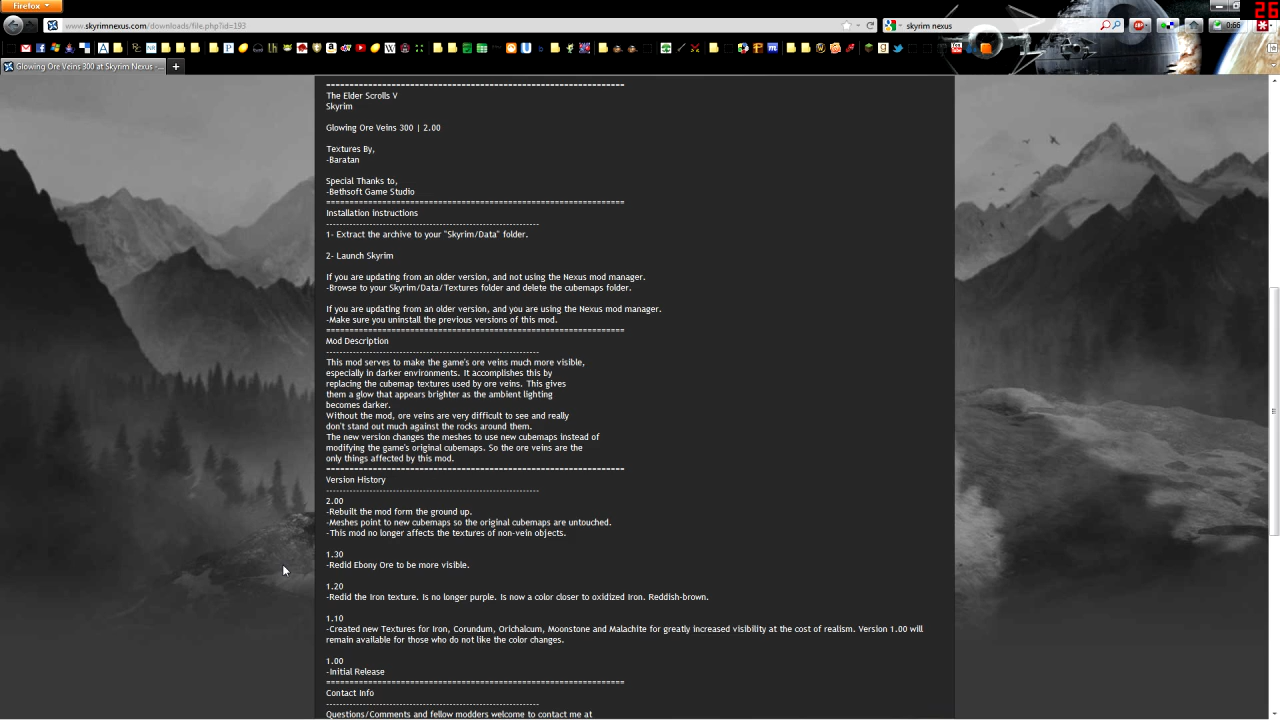 Firefox
26
www.skyrimnexus.com/downloads/file.php?id=193
skyrim nexus
0:66
Glowing Ore Veins 300 at Skyrim Nexus -...
============================================================
The Elder Scrolls V
Skyrim
Glowing Ore Veins 300 | 2.00
Textures By,
-Baratan
Special Thanks to,
-Bethsoft Game Studio
============================================================
Installation Instructions
------------------------------------------------------------
1- Extract the archive to your "Skyrim/Data" folder.
2- Launch Skyrim
If you are updating from an older version, and not using the Nexus mod manager.
-Browse to your Skyrim/Data/Textures folder and delete the cubemaps folder.
If you are updating from an older version, and you are using the Nexus mod manager.
-Make sure you uninstall the previous versions of this mod.
============================================================
Mod Description
------------------------------------------------------------
This mod serves to make the game's ore veins much more visible,
especially in darker environments. It accomplishes this by
replacing the cubemap textures used by ore veins. This gives
them a glow that appears brighter as the ambient lighting
becomes darker.
Without the mod, ore veins are very difficult to see and really
don't stand out much against the rocks around them.
The new version changes the meshes to use new cubemaps instead of
modifying the game's original cubemaps. So the ore veins are the
only things affected by this mod.
============================================================
Version History
------------------------------------------------------------
2.00
-Rebuilt the mod form the ground up.
-Meshes point to new cubemaps so the original cubemaps are untouched.
-This mod no longer affects the textures of non-vein objects.
1.30
-Redid Ebony Ore to be more visible.
1.20
-Redid the Iron texture. Is no longer purple. Is now a color closer to oxidized Iron. Reddish-brown.
1.10
-Created new Textures for Iron, Corundum, Orichalcum, Moonstone and Malachite for greatly increased visibility at the cost of realism. Version 1.00 will
remain available for those who do not like the color changes.
1.00
-Initial Release
============================================================
Contact Info
------------------------------------------------------------
Questions/Comments and fellow modders welcome to contact me at